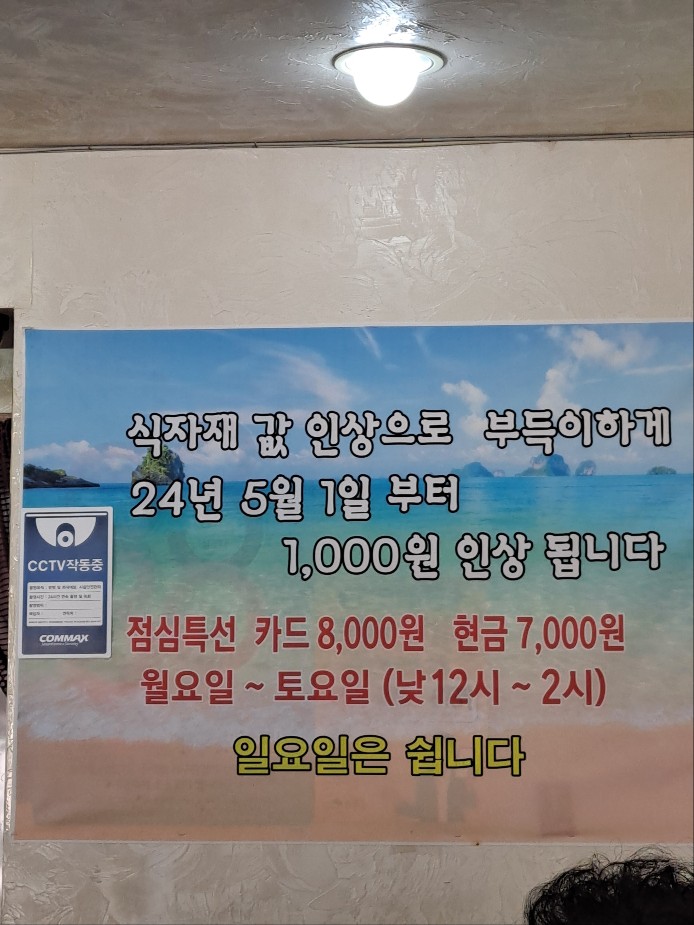 식자재 값 인상으로 부득이하게
24년 5월 1일 부터
1,000원 인상 됩니다
CCTV작동중
COMMAX
점심특선 카드 8,000원 현금 7,000원
월요일 ~ 토요일 (낮12시 ~ 2시)
일요일은 쉽니다